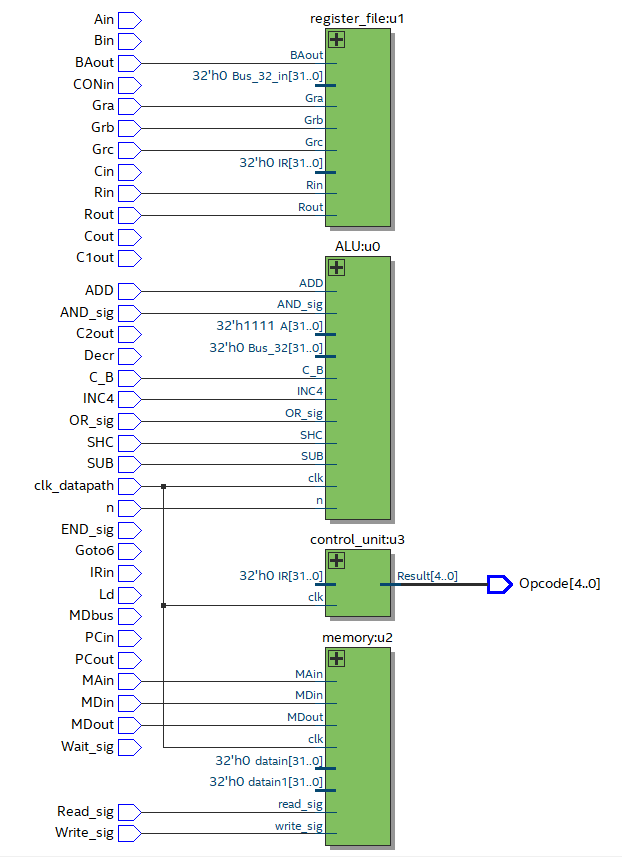 register_file:u1
Ain
Bin
BAout
BAout
32'h0 Bus_32_in[31..0]
CONin
Gra
Gra
Grb
Grb
Grc
Grc
32'h0 IR[31..0]
Cin
Rin
Rin
Rout
Rout
Cout
ALU:u0
C1out
ADD
ADD
AND_sig
AND_sig
32'h1111 A[31..0]
C2out
32'h0 Bus_32[31..0]
Decr
C_B
C_B
INC4
INC4
OR_sig
OR_sig
SHC
SHC
SUB
SUB
clk_datapath
clk
n
n
END_sig
control_unit:u3
Goto6
IRin
32'h0 IR[31..0]
Result[4..0]
Opcode[4..0]
Ld
clk
MDbus
PCin
memory:u2
PCout
MAin
MAin
MDin
MDin
MDout
MDout
Wait_sig
clk
32'h0 datain[31..0]
32'h0 datain1[31..0]
Read_sig
read_sig
Write_sig
write_sig